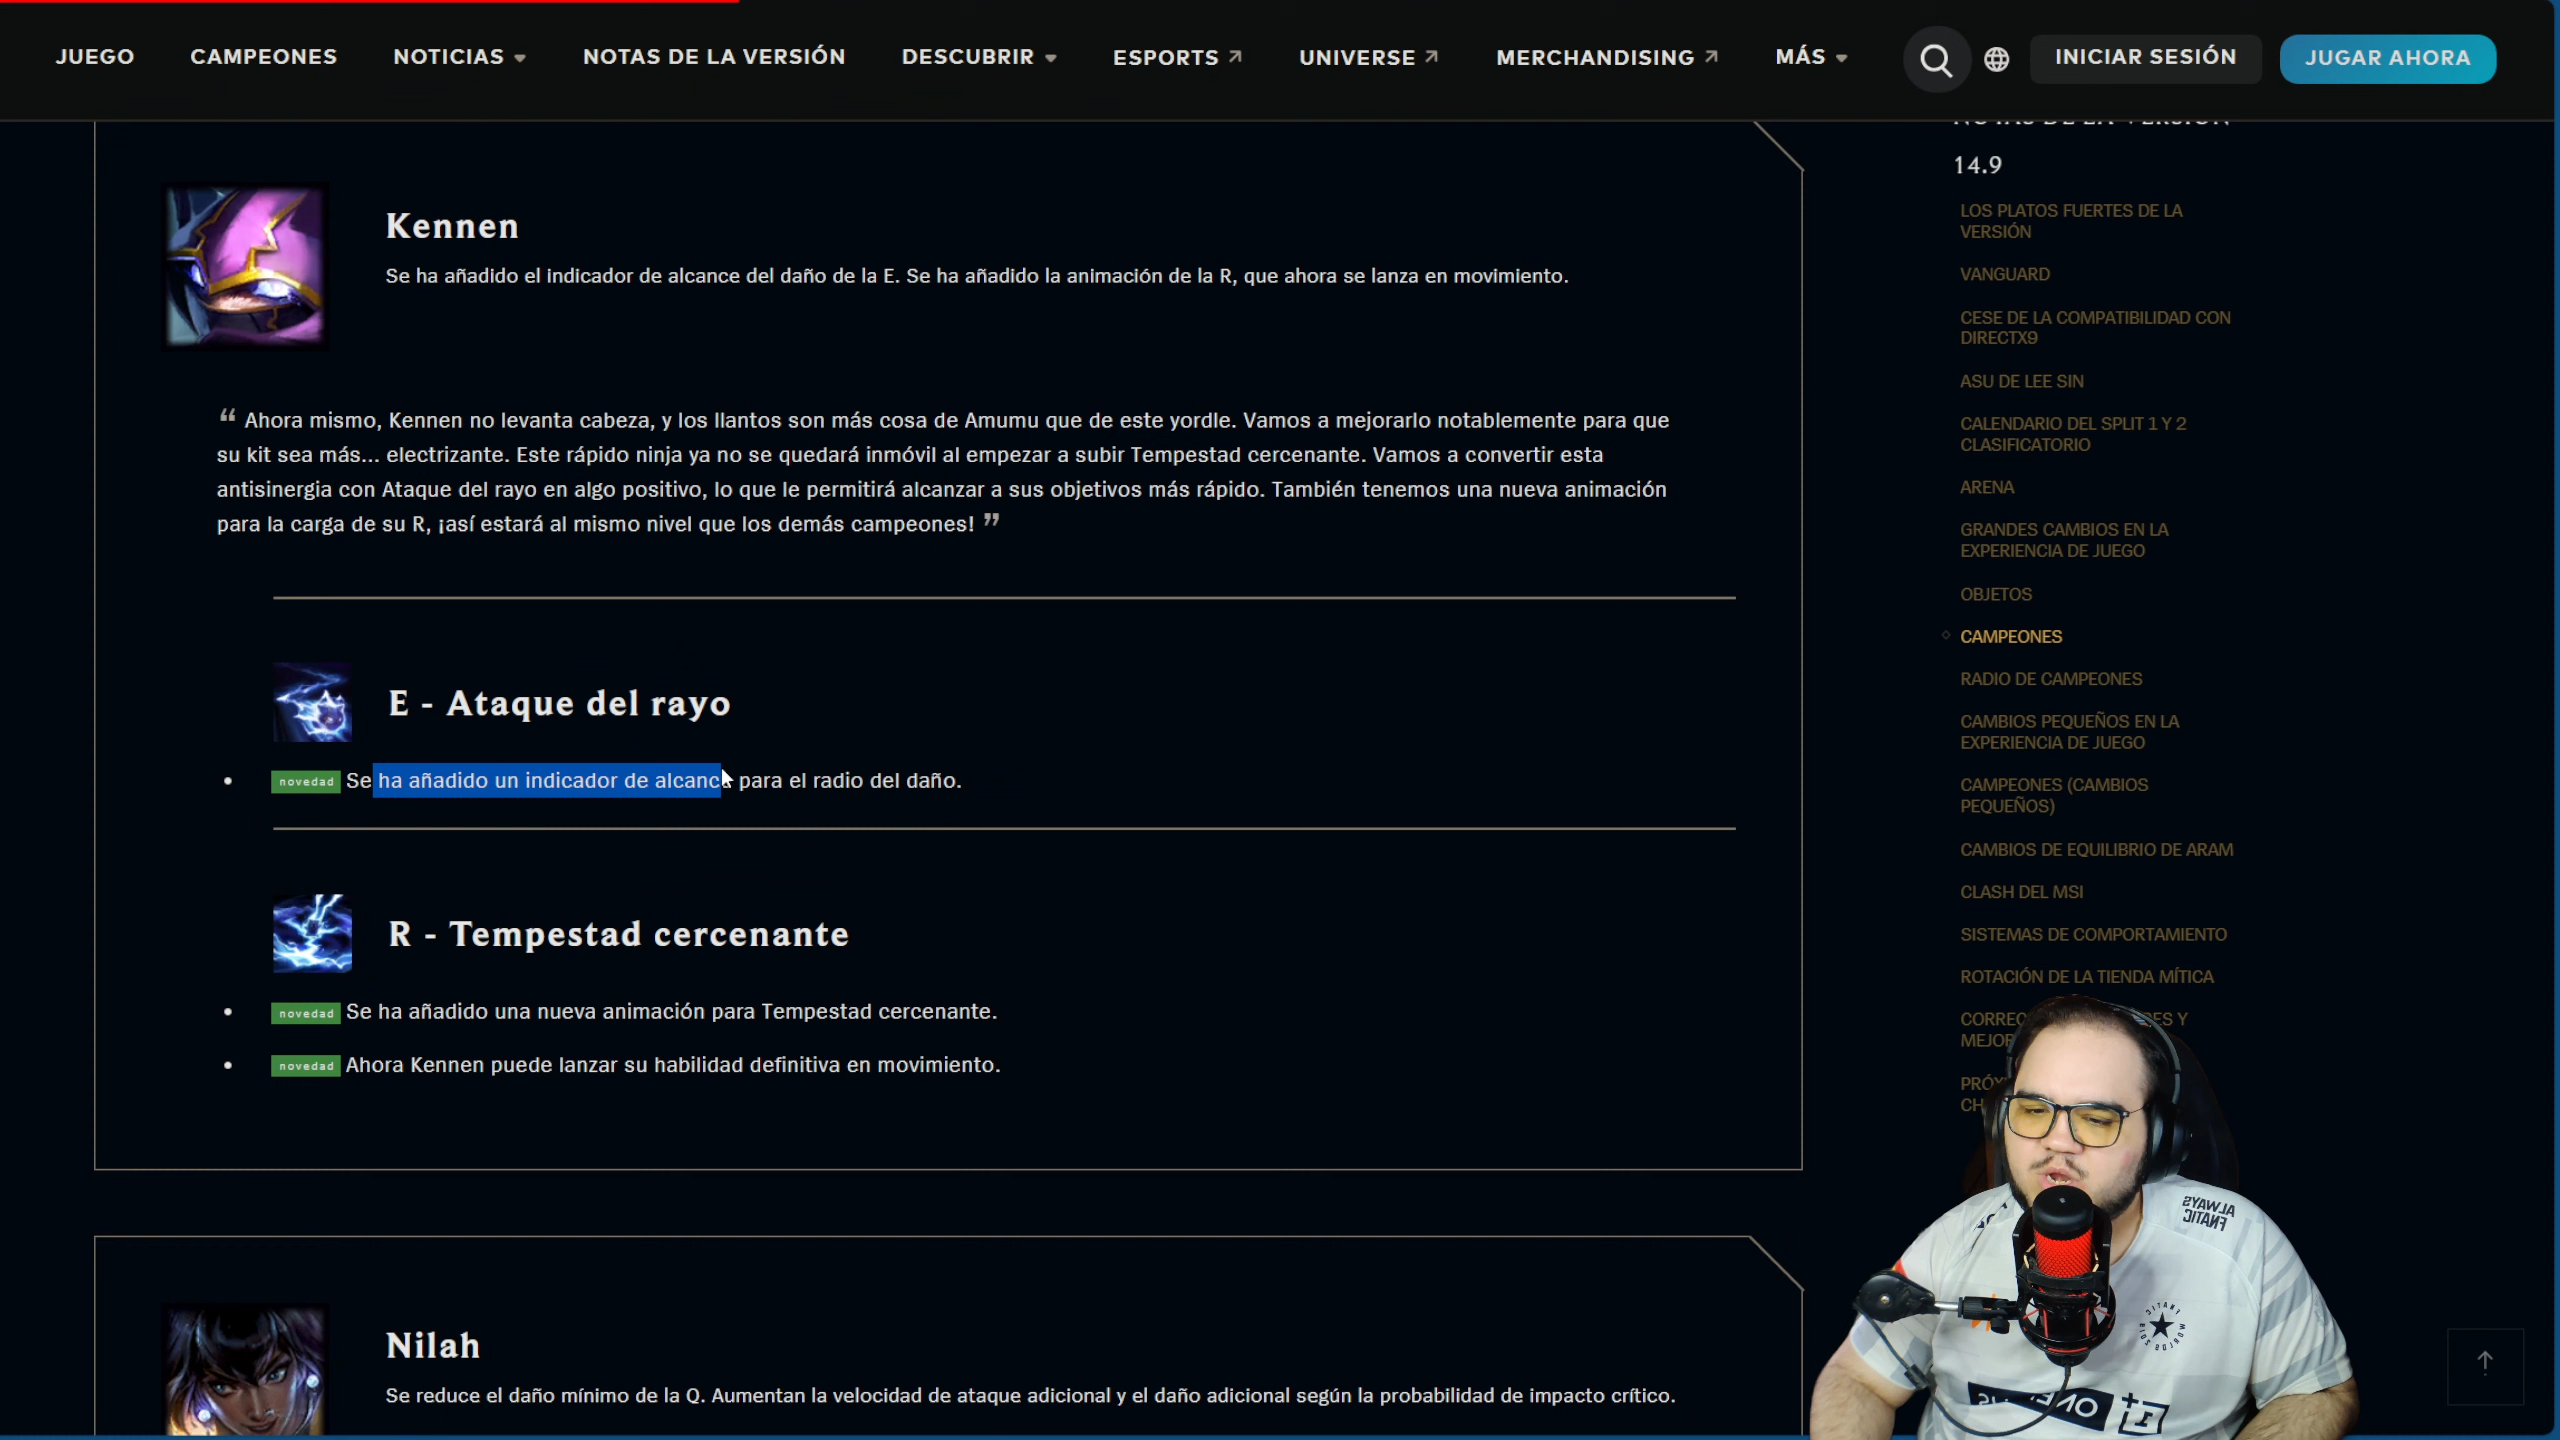 JUEGO CAMPEONES NOTICIAS NOTAS DE LA VERSIÓN DESCUBRIR ESPORTS UNIVERSE MERCHANDISING MÁS INICIAR SESIÓN JUGAR AHORA
Kennen
Se ha añadido el indicador de alcance del daño de la E. Se ha añadido la animación de la R, que ahora se lanza en movimiento.
“ Ahora mismo, Kennen no levanta cabeza, y los llantos son más cosa de Amumu que de este yordle. Vamos a mejorarlo notablemente para que
su kit sea más... electrizante. Este rápido ninja ya no se quedará inmóvil al empezar a subir Tempestad cercenante. Vamos a convertir esta
antisinergia con Ataque del rayo en algo positivo, lo que le permitirá alcanzar a sus objetivos más rápido. También tenemos una nueva animación
para la carga de su R, ¡así estará al mismo nivel que los demás campeones! ”
E - Ataque del rayo
• novedad Se ha añadido un indicador de alcance para el radio del daño.
R - Tempestad cercenante
• novedad Se ha añadido una nueva animación para Tempestad cercenante.
• novedad Ahora Kennen puede lanzar su habilidad definitiva en movimiento.
Nilah
Se reduce el daño mínimo de la Q. Aumentan la velocidad de ataque adicional y el daño adicional según la probabilidad de impacto crítico.
NOTAS DE LA VERSIÓN
14.9
LOS PLATOS FUERTES DE LA
VERSIÓN
VANGUARD
CESE DE LA COMPATIBILIDAD CON
DIRECTX9
ASU DE LEE SIN
CALENDARIO DEL SPLIT 1 Y 2
CLASIFICATORIO
ARENA
GRANDES CAMBIOS EN LA
EXPERIENCIA DE JUEGO
OBJETOS
CAMPEONES
RADIO DE CAMPEONES
CAMBIOS PEQUEÑOS EN LA
EXPERIENCIA DE JUEGO
CAMPEONES (CAMBIOS
PEQUEÑOS)
CAMBIOS DE EQUILIBRIO DE ARAM
CLASH DEL MSI
SISTEMAS DE COMPORTAMIENTO
ROTACIÓN DE LA TIENDA MÍTICA
CORREC ES Y
MEJOR
PRÓX
CH
ALWAYS
FNATIC